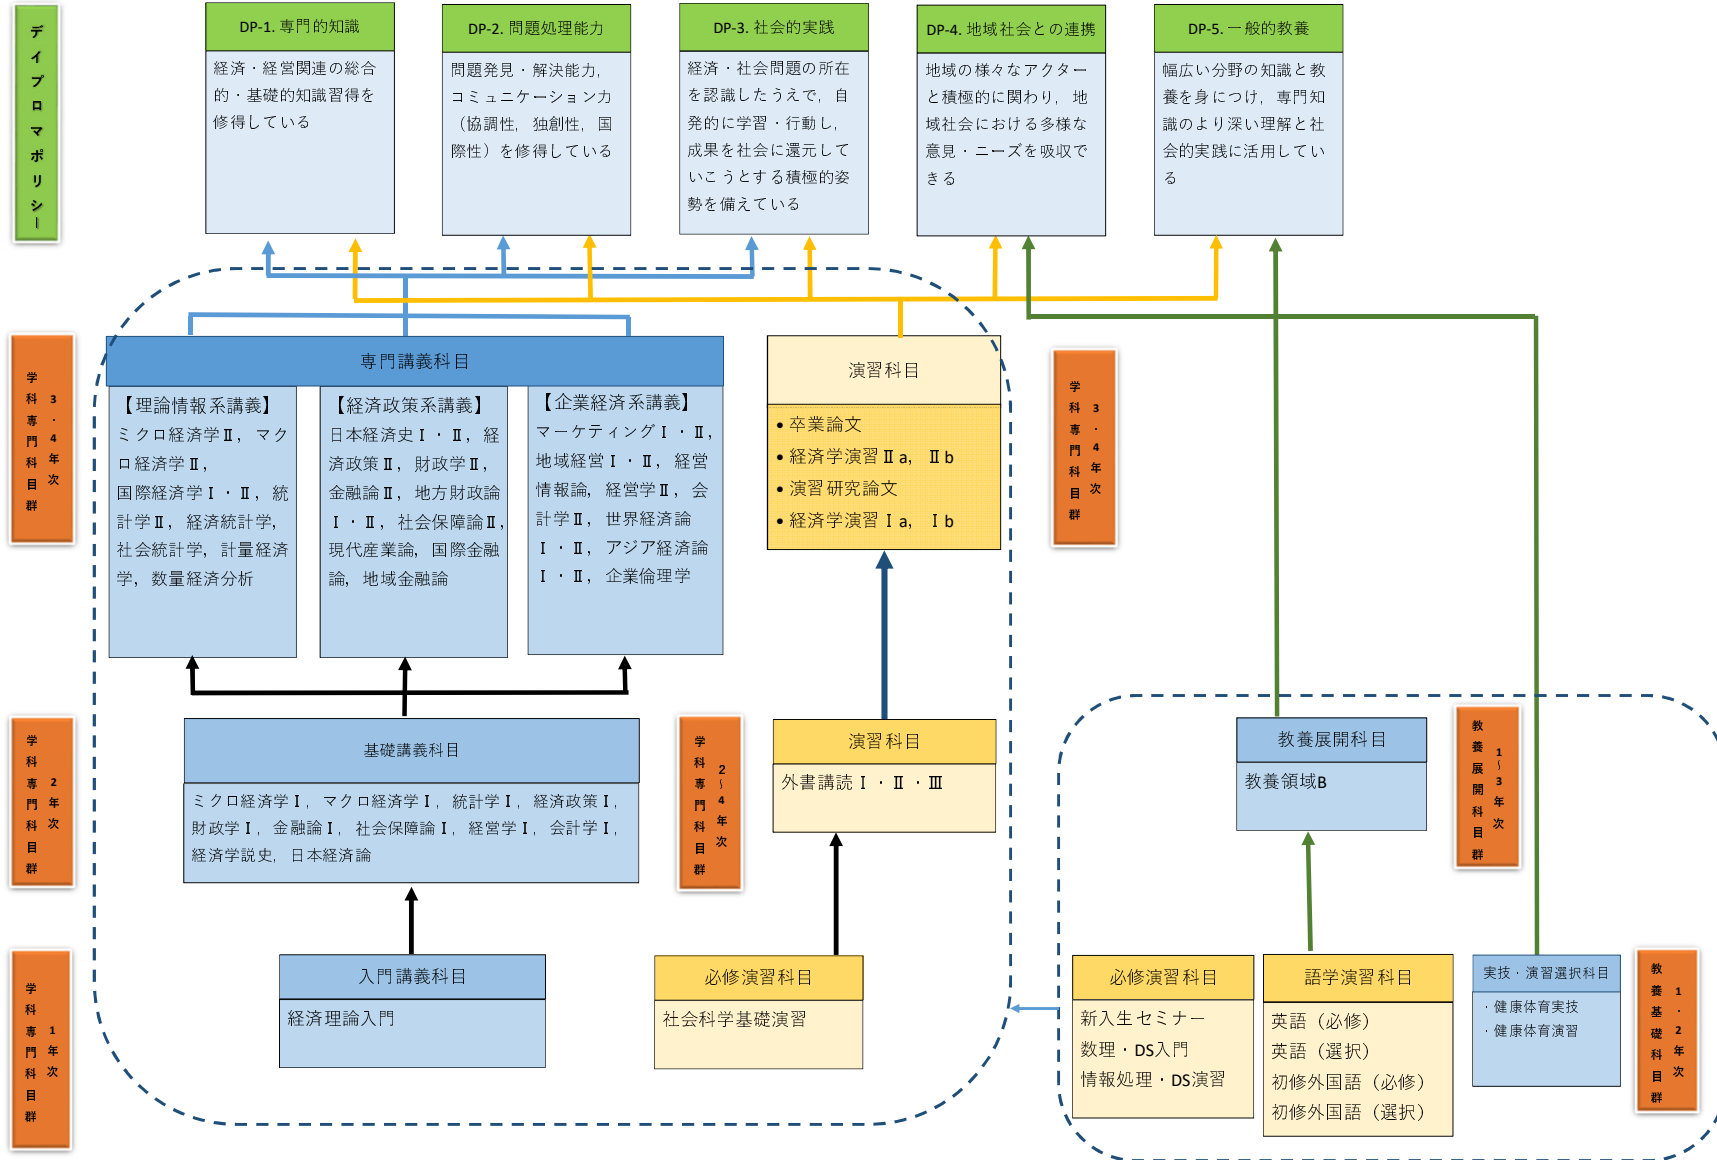 ディプロマポリシー
DP-1. 専門的知識
経済・経営関連の総合
的・基礎的知識習得を
修得している
DP-2. 問題処理能力
問題発見・解決能力,
コミュニケーション力
（協調性, 独創性, 国
際性）を修得している
DP-3. 社会的実践
経済・社会問題の所在
を認識したうえで, 自
発的に学習・行動し,
成果を社会に還元して
いこうとする積極的姿
勢を備えている
DP-4. 地域社会との連携
地域の様々なアクター
と積極的に関わり, 地
域社会における多様な
意見・ニーズを吸収で
きる
DP-5. 一般的教養
幅広い分野の知識と教
養を身につけ, 専門知
識のより深い理解と社
会的実践に活用してい
る
3・4年次
学科専門科目群
専門講義科目
【理論情報系講義】
ミクロ経済学Ⅱ, マク
ロ経済学Ⅱ,
国際経済学Ⅰ・Ⅱ, 統
計学Ⅱ, 経済統計学,
社会統計学, 計量経済
学, 数量経済分析
【経済政策系講義】
日本経済史Ⅰ・Ⅱ, 経
済政策Ⅱ, 財政学Ⅱ,
金融論Ⅱ, 地方財政論
Ⅰ・Ⅱ, 社会保障論Ⅱ,
現代産業論, 国際金融
論, 地域金融論
【企業経済系講義】
マーケティングⅠ・Ⅱ,
地域経営Ⅰ・Ⅱ, 経営
情報論, 経営学Ⅱ, 会
計学Ⅱ, 世界経済論
Ⅰ・Ⅱ, アジア経済論
Ⅰ・Ⅱ, 企業倫理学
演習科目
• 卒業論文
• 経済学演習Ⅱa, Ⅱb
• 演習研究論文
• 経済学演習Ⅰa, Ⅰb
3・4年次
学科専門科目群
2年次
学科専門科目群
基礎講義科目
ミクロ経済学Ⅰ, マクロ経済学Ⅰ, 統計学Ⅰ, 経済政策Ⅰ,
財政学Ⅰ, 金融論Ⅰ, 社会保障論Ⅰ, 経営学Ⅰ, 会計学Ⅰ,
経済学説史, 日本経済論
2～4年次
学科専門科目群
演習科目
外書講読Ⅰ・Ⅱ・Ⅲ
教養展開科目
教養領域B
1～3年次
教養展開科目群
1年次
学科専門科目群
入門講義科目
経済理論入門
必修演習科目
社会科学基礎演習
必修演習科目
新入生セミナー
数理・DS入門
情報処理・DS演習
語学演習科目
英語（必修）
英語（選択）
初修外国語（必修）
初修外国語（選択）
実技・演習選択科目
・健康体育実技
・健康体育演習
1・2年次
教養基礎科目群